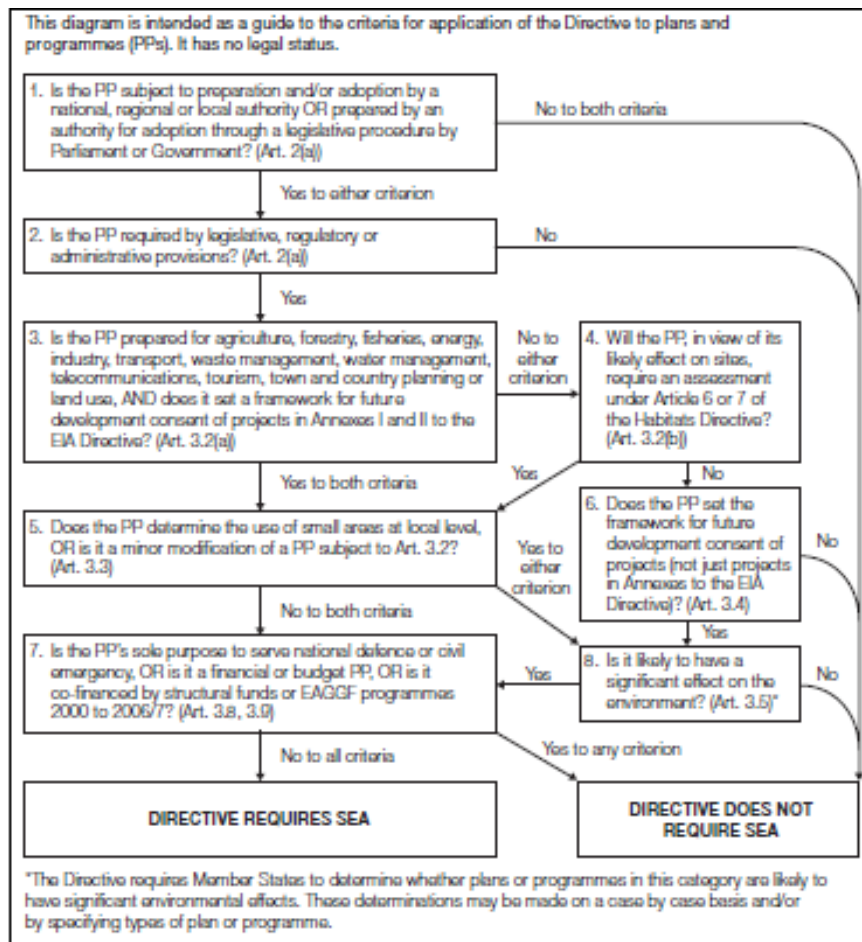 This diagram is intended as a guide to the criteria for application of the Directive to plans and
programmes (PPs). It has no legal status.
1. Is the PP subject to preparation and/or adoption by a
national, regional or local authority OR prepared by an
authority for adoption through a legislative procedure by
Parliament or Government? (Art. 2(a))
No to both criteria
Yes to either criterion
2. Is the PP required by legislative, regulatory or
administrative provisions? (Art. 2(a))
No
Yes
3. Is the PP prepared for agriculture, forestry, fisheries, energy,
industry, transport, waste management, water management,
telecommunications, tourism, town and country planning or
land use, AND does it set a framework for future
development consent of projects in Annexes I and II to the
EIA Directive? (Art. 3.2(a))
No to
either
criterion
4. Will the PP, in view of its
likely effect on sites,
require an assessment
under Article 6 or 7 of
the Habitats Directive?
(Art. 3.2(b))
Yes to both criteria
Yes
No
5. Does the PP determine the use of small areas at local level,
OR is it a minor modification of a PP subject to Art. 3.2?
(Art. 3.3)
Yes to
either
criterion
6. Does the PP set the
framework for future
development consent of
projects (not just projects
in Annexes to the EIA
Directive)? (Art. 3.4)
No
No to both criteria
Yes
7. Is the PP's sole purpose to serve national defence or civil
emergency, OR is it a financial or budget PP, OR is it
co-financed by structural funds or EAGGF programmes
2000 to 2006/7? (Art. 3.8, 3.9)
Yes
8. Is it likely to have a
significant effect on the
environment? (Art. 3.5)*
No
No to all criteria
Yes to any criterion
DIRECTIVE REQUIRES SEA
DIRECTIVE DOES NOT
REQUIRE SEA
*The Directive requires Member States to determine whether plans or programmes in this category are likely to
have significant environmental effects. These determinations may be made on a case by case basis and/or
by specifying types of plan or programme.